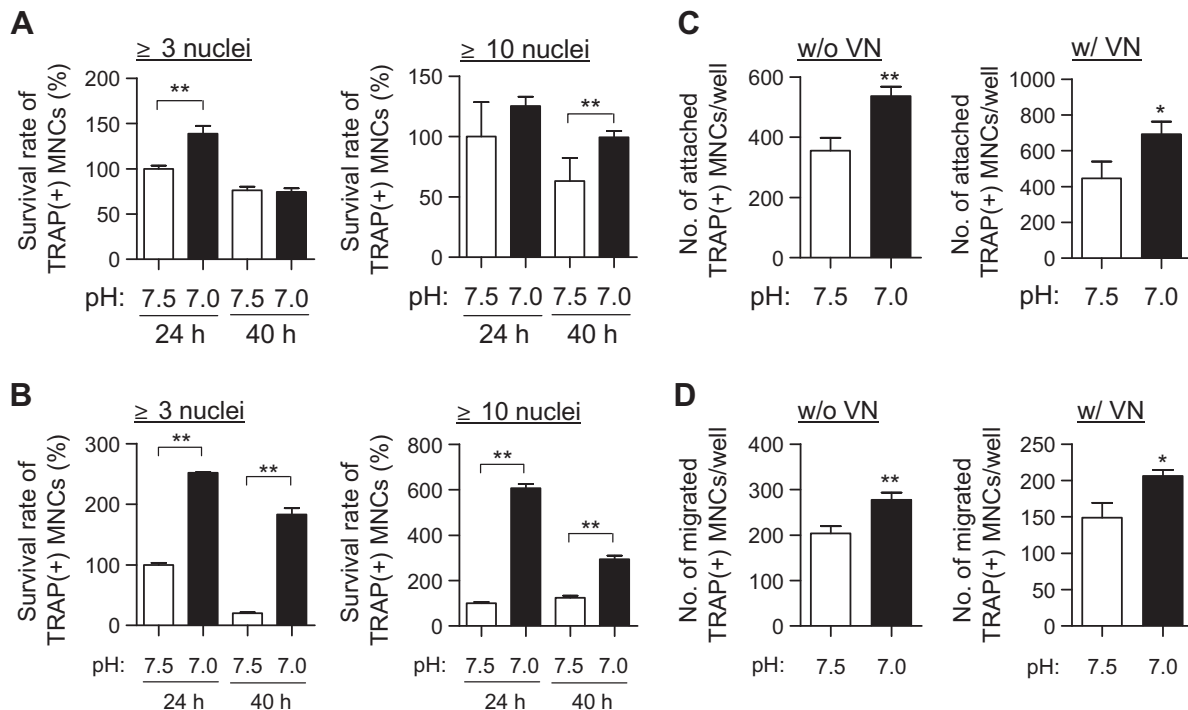 A
≥ 3 nuclei
Survival rate of
TRAP(+) MNCs (%)
200
150
100
50
0
**
pH: 7.5 7.0 7.5 7.0
24 h 40 h
≥ 10 nuclei
Survival rate of
TRAP(+) MNCs (%)
150
100
50
0
**
7.5 7.0 7.5 7.0
24 h 40 h
C
w/o VN
No. of attached
TRAP(+) MNCs/well
600
400
200
0
**
pH: 7.5 7.0
w/ VN
No. of attached
TRAP(+) MNCs/well
1000
800
600
400
200
0
*
7.5 7.0
B
≥ 3 nuclei
Survival rate of
TRAP(+) MNCs (%)
300
200
100
0
** **
pH: 7.5 7.0 7.5 7.0
24 h 40 h
≥ 10 nuclei
Survival rate of
TRAP(+) MNCs (%)
800
600
400
200
0
** **
7.5 7.0 7.5 7.0
24 h 40 h
D
w/o VN
No. of migrated
TRAP(+) MNCs/well
400
300
200
100
0
**
pH: 7.5 7.0
w/ VN
No. of migrated
TRAP(+) MNCs/well
250
200
150
100
50
0
*
7.5 7.0